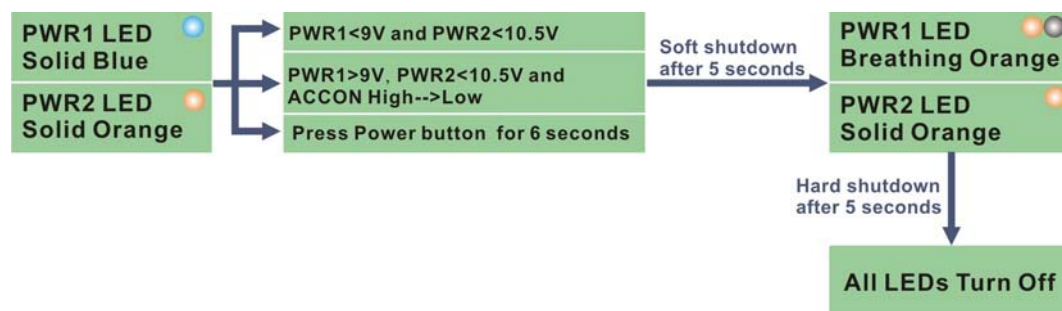 PWR1 LED
Solid Blue
PWR2 LED
Solid Orange
PWR1<9V and PWR2<10.5V
PWR1>9V, PWR2<10.5V and
ACCON High-->Low
Press Power button for 6 seconds
Soft shutdown
after 5 seconds
PWR1 LED
Breathing Orange
PWR2 LED
Solid Orange
Hard shutdown
after 5 seconds
All LEDs Turn Off